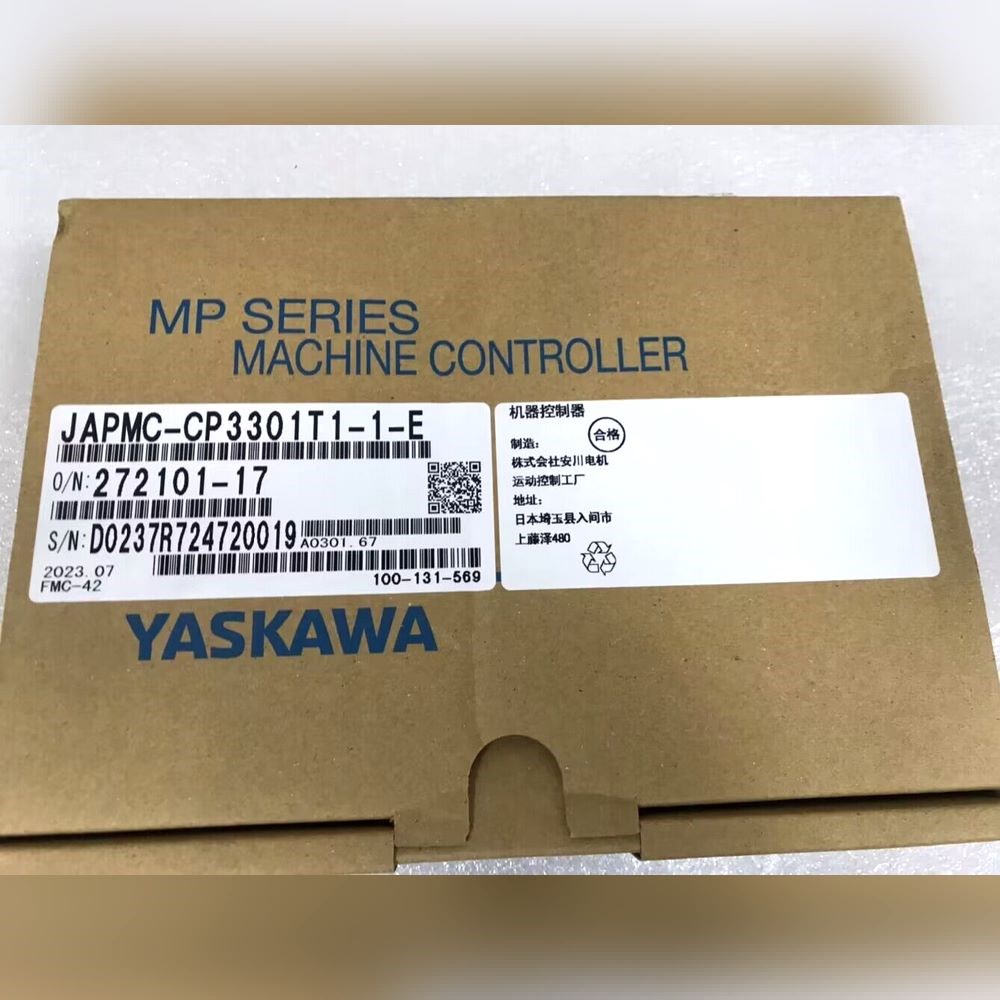 MP SERIES
MACHINE CONTROLLER
JAPMC-CP3301T1-1-E
O/N: 272101-17
S/N: D0237R724720019 A0301.67
2023.07
FMC-42
100-131-569
机器控制器
制造: 合格
株式会社安川电机
运动控制工厂
地址:
日本埼玉县入间市
上藤泽480
YASKAWA